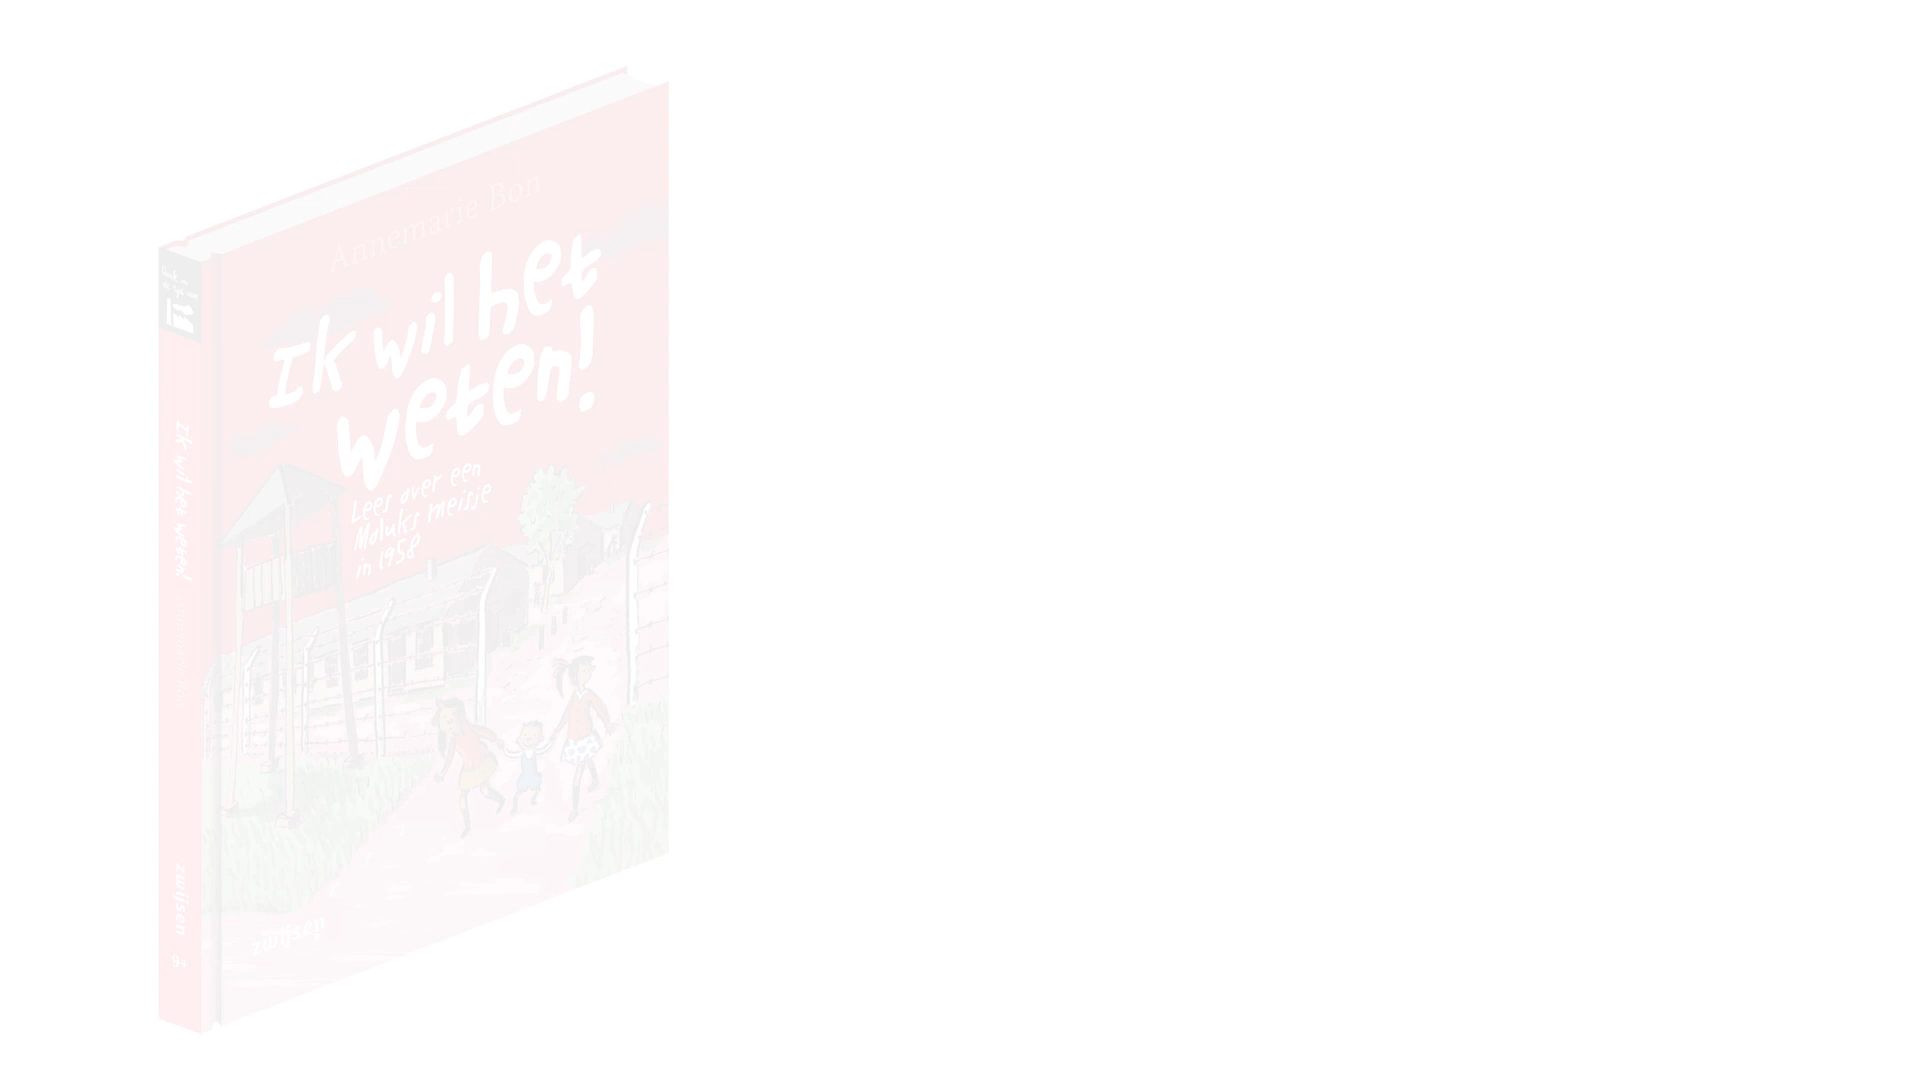 Annemarie Bon
Ik wil het
weten!
Lees over een
Moluks meisje
in 1958
zwijsen
Ik wil het weten!
zwijsen
9+